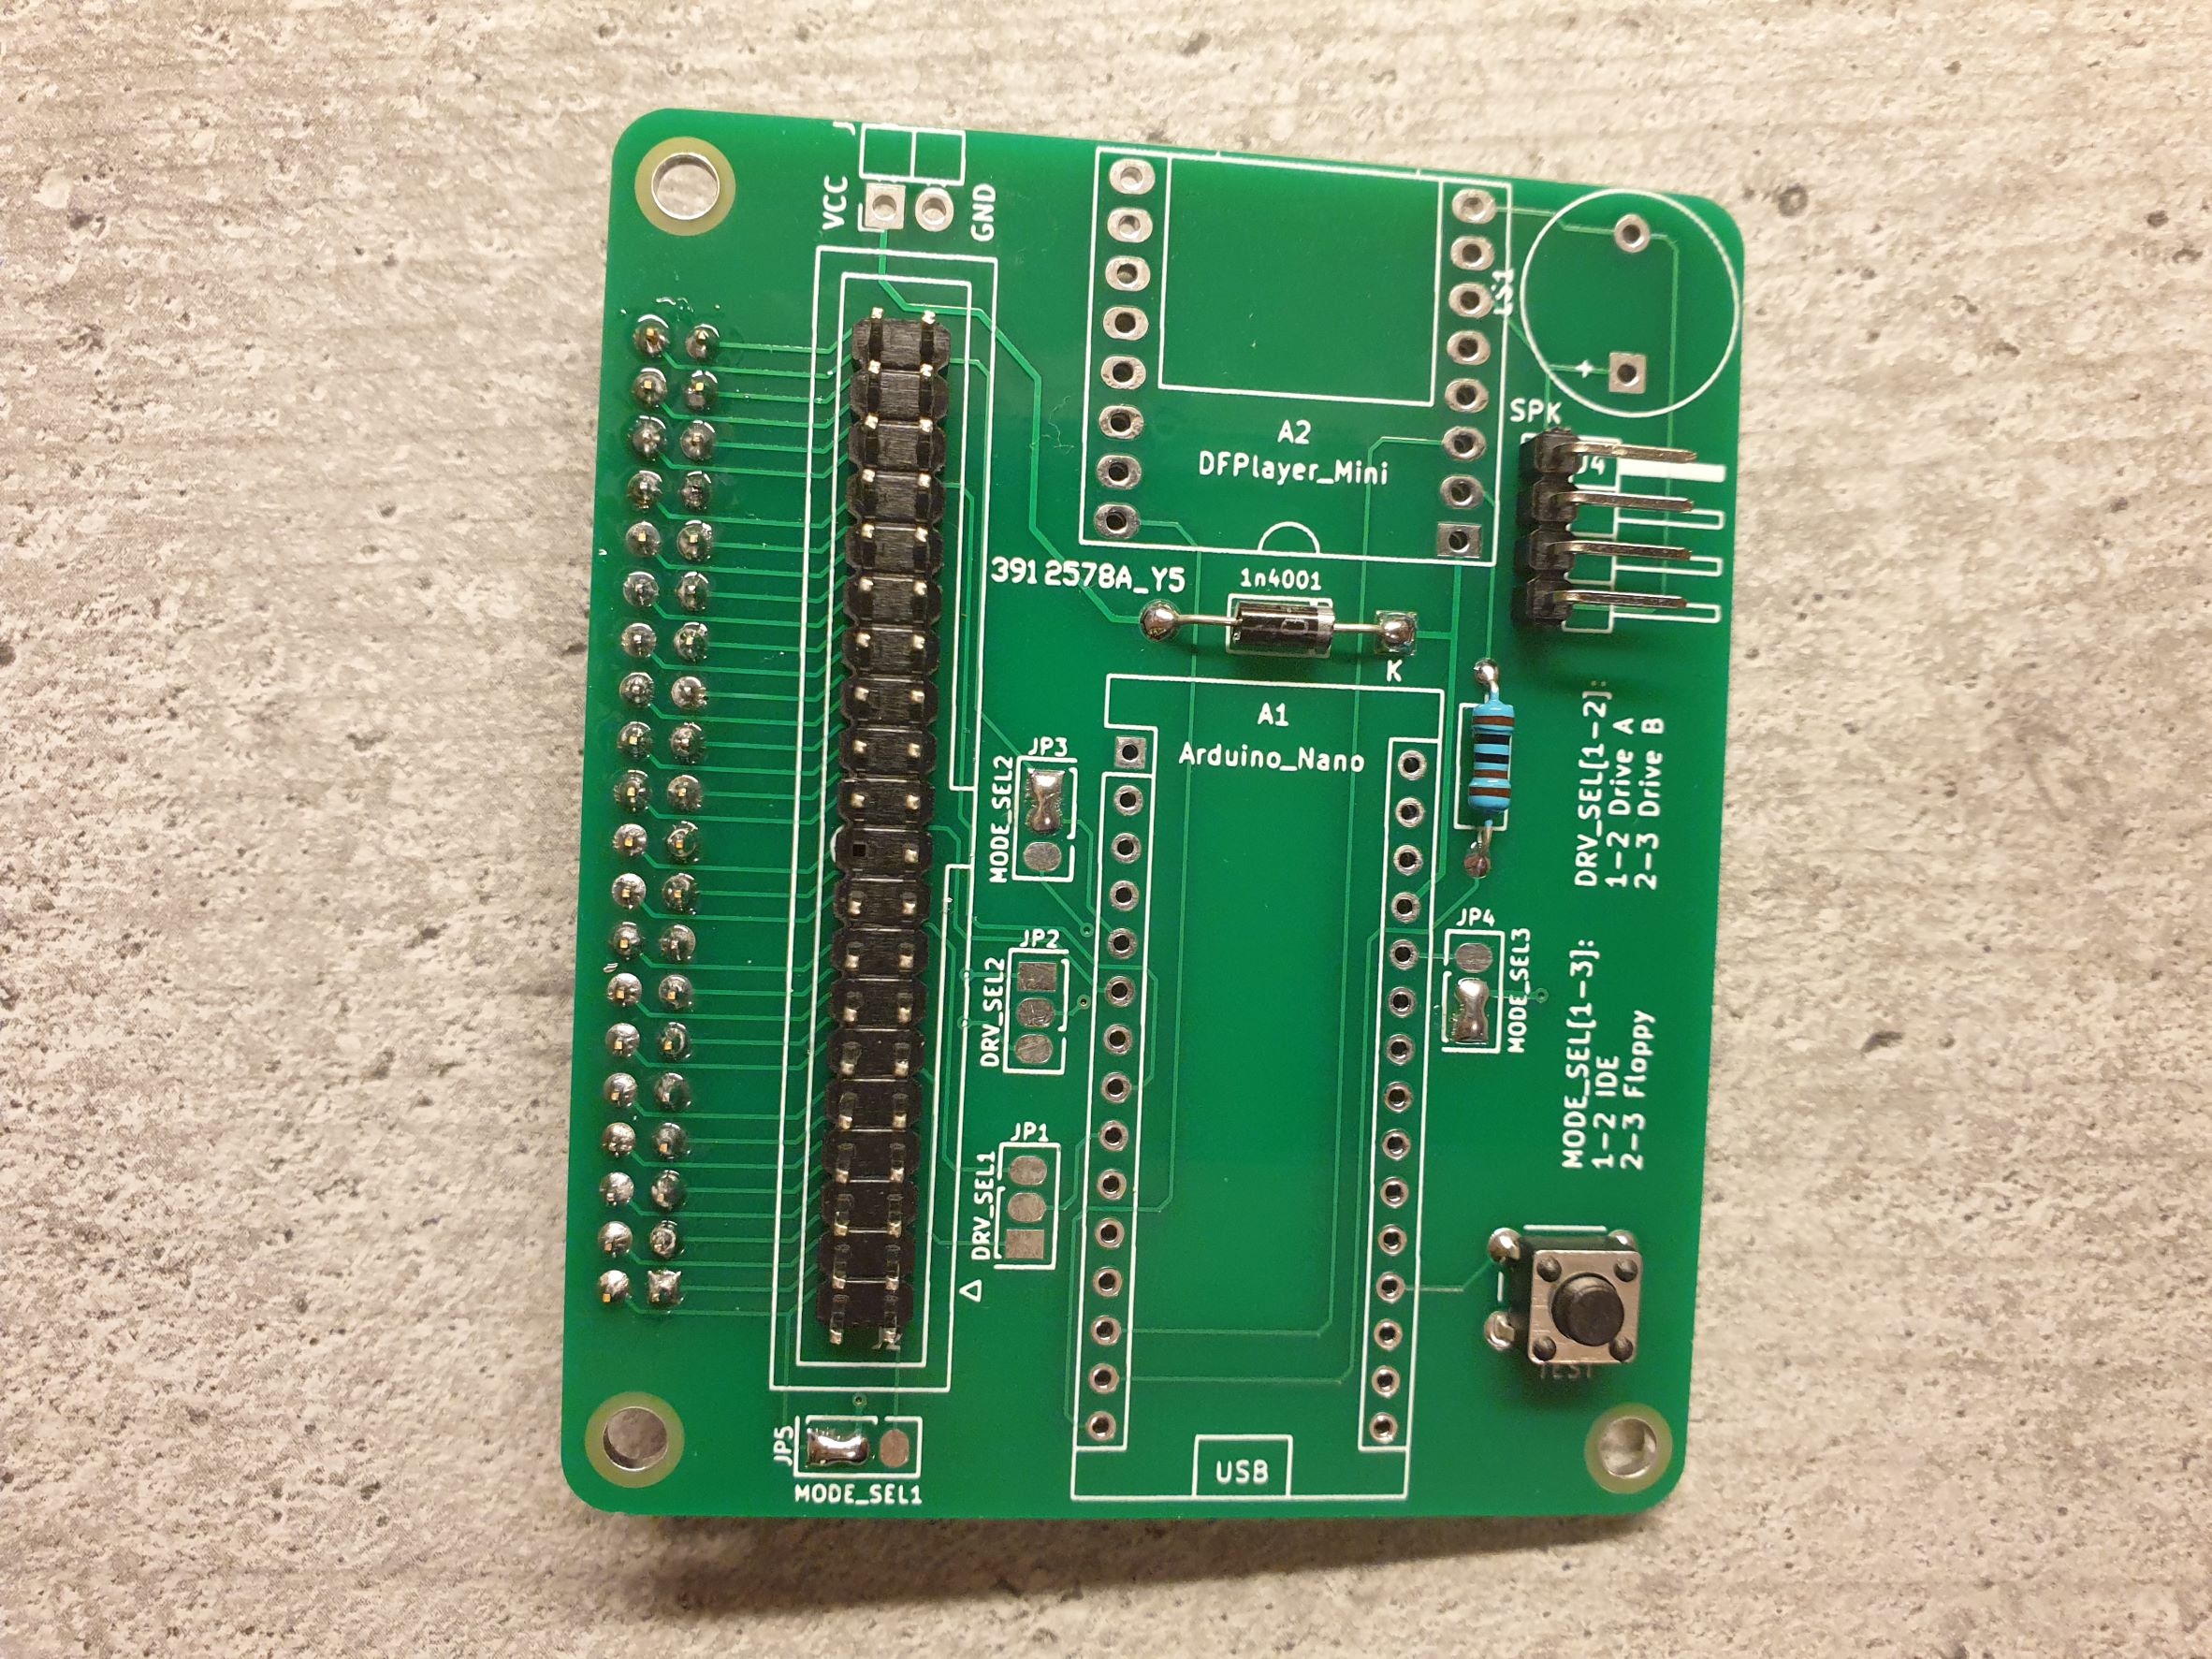 VCC
GND
LS1
SPK
J4
A2
DFPlayer_Mini
3912578A_Y5
1n4001
K
A1
Arduino_Nano
JP3
MODE_SEL2
JP2
DRV_SEL2
JP1
DRV_SEL1
JP4
MODE_SEL3
DRV_SEL[1-2]:
1-2 Drive A
2-3 Drive B
MODE_SEL[1-3]:
1-2 IDE
2-3 Floppy
TEST
JP5
MODE_SEL1
USB